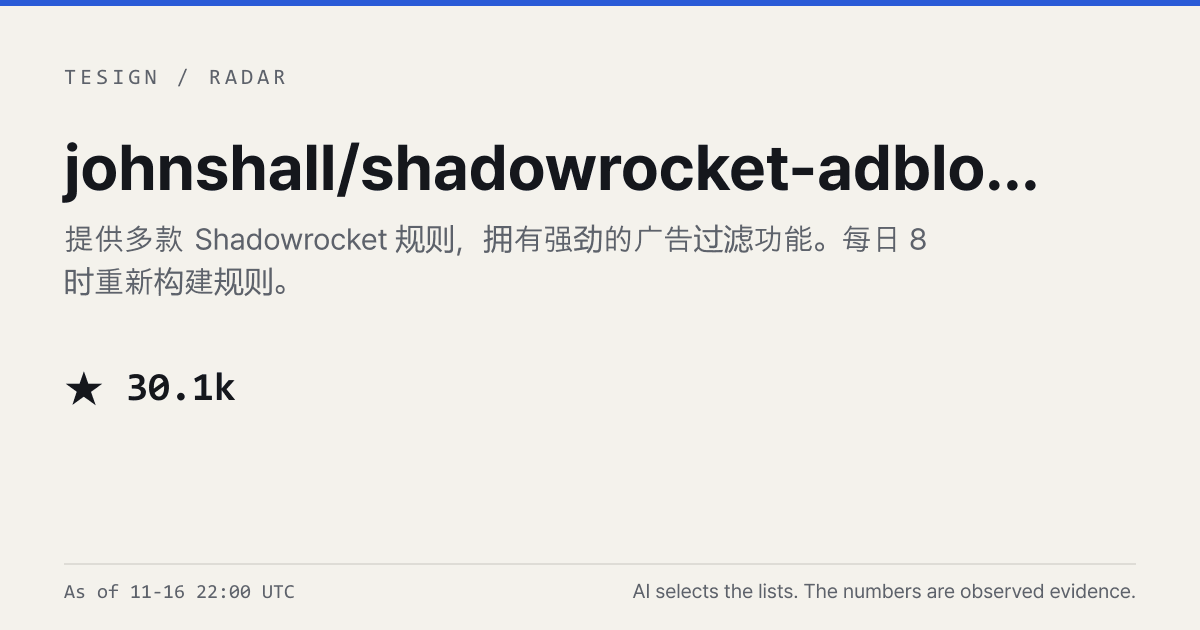 TESIGN / RADAR
johnshall/shadowrocket-adblo...
提供多款 Shadowrocket 规则，拥有强劲的广告过滤功能。每日 8
时重新构建规则。
★ 30.1k
As of 11-16 22:00 UTC
AI selects the lists. The numbers are observed evidence.